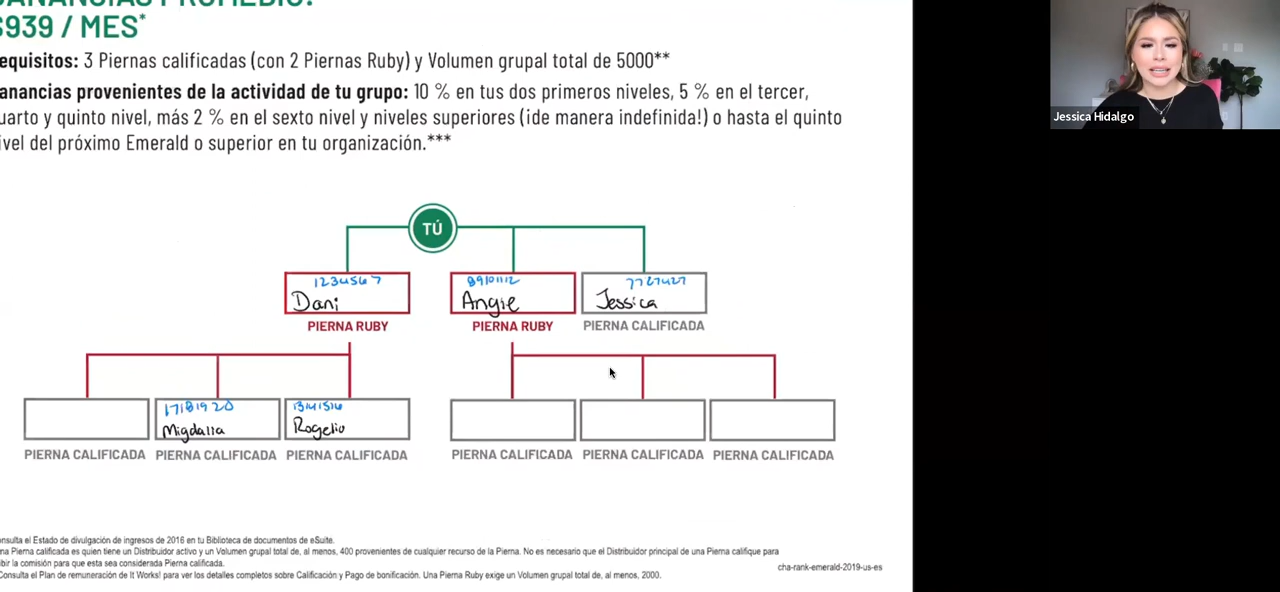 $939 / MES*
equisitos: 3 Piernas calificadas (con 2 Piernas Ruby) y Volumen grupal total de 5000**
anancias provenientes de la actividad de tu grupo: 10 % en tus dos primeros niveles, 5 % en el tercer,
uarto y quinto nivel, más 2 % en el sexto nivel y niveles superiores (¡de manera indefinida!) o hasta el quinto
ivel del próximo Emerald o superior en tu organización.***
Jessica Hidalgo
TÚ
1234567 89101112 7727427
Dani Angie Jessica
PIERNA RUBY PIERNA RUBY PIERNA CALIFICADA
17181920 13141516
Migdalia Rogelio
PIERNA CALIFICADA PIERNA CALIFICADA PIERNA CALIFICADA PIERNA CALIFICADA PIERNA CALIFICADA PIERNA CALIFICADA
onsulta el Estado de divulgación de ingresos de 2016 en tu Biblioteca de documentos de eSuite.
na Pierna calificada es quien tiene un Distribuidor activo y un Volumen grupal total de, al menos, 400 provenientes de cualquier recurso de la Pierna. No es necesario que el Distribuidor principal de una Pierna califique para
bir la comisión para que esta sea considerada Pierna calificada.
Consulta el Plan de remuneración de It Works! para ver los detalles completos sobre Calificación y Pago de bonificación. Una Pierna Ruby exige un Volumen grupal total de, al menos, 2000.
cha-rank-emerald-2019-us-es